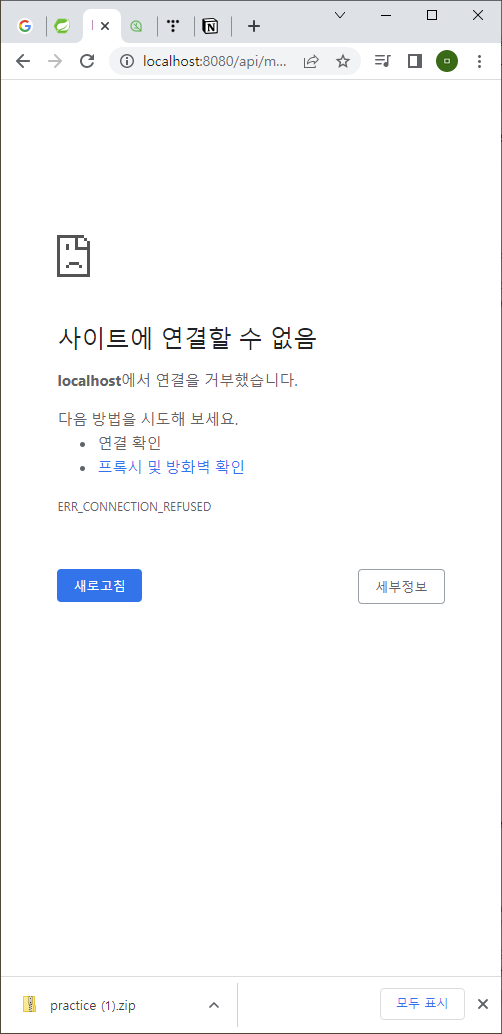 localhost:8080/api/m...
사이트에 연결할 수 없음
localhost에서 연결을 거부했습니다.
다음 방법을 시도해 보세요.
연결 확인
프록시 및 방화벽 확인
ERR_CONNECTION_REFUSED
새로고침
세부정보
practice (1).zip
모두 표시